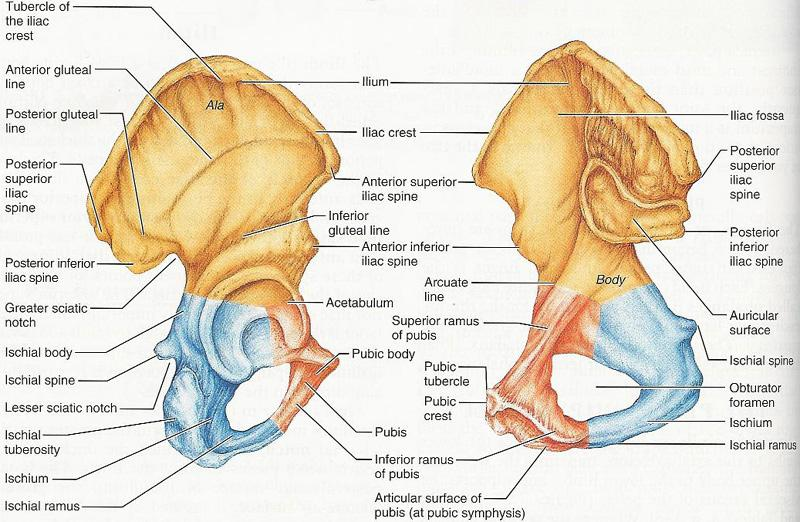 Tubercle of
the iliac
crest
Anterior gluteal
line
Posterior gluteal
line
Posterior
superior
iliac
spine
Posterior inferior
iliac spine
Greater sciatic
notch
Ischial body
Ischial spine
Lesser sciatic notch
Ischial
tuberosity
Ischium
Ischial ramus
Ala
Ilium
Iliac crest
Anterior superior
iliac spine
Inferior
gluteal line
Anterior inferior
iliac spine
Acetabulum
Pubic body
Pubis
Inferior ramus
of pubis
Articular surface of
pubis (at pubic symphysis)
Arcuate
line
Superior ramus
of pubis
Pubic
tubercle
Pubic
crest
Body
Iliac fossa
Posterior
superior
iliac
spine
Posterior
inferior
iliac spine
Auricular
surface
Ischial spine
Obturator
foramen
Ischium
Ischial ramus